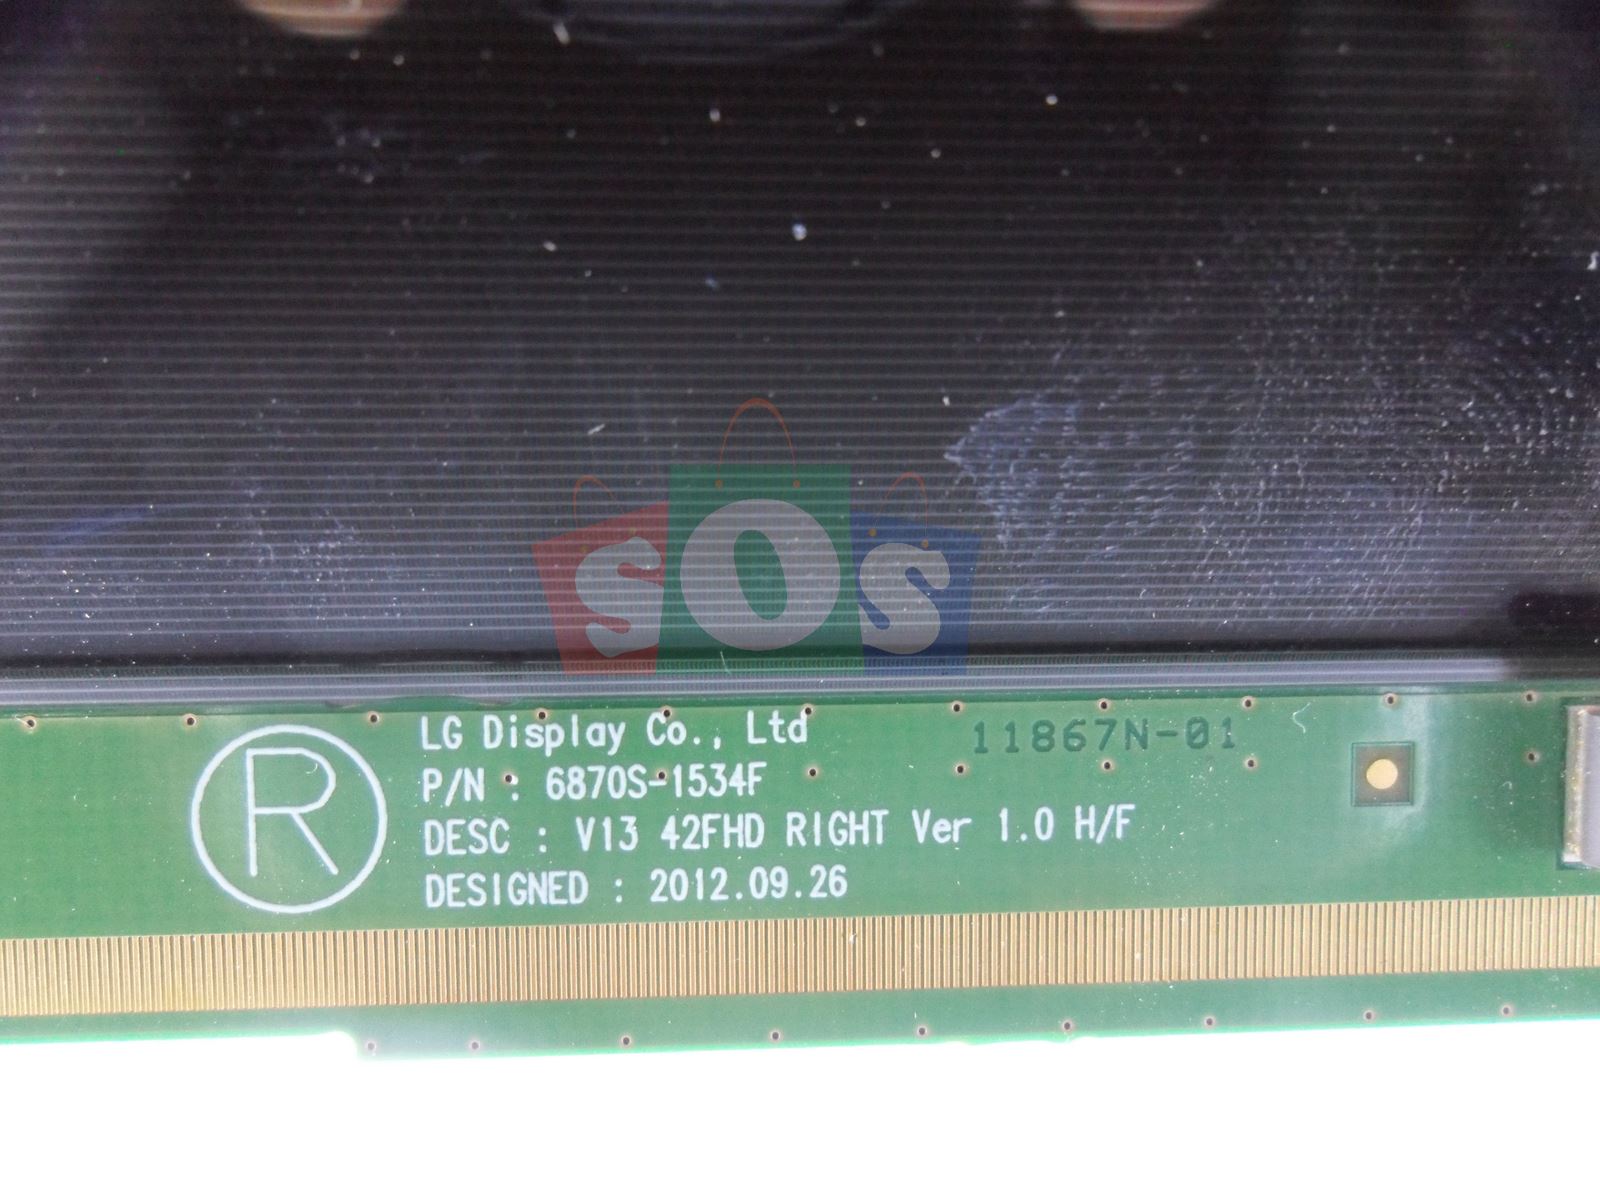 sOs
LG Display Co., Ltd
11867N-01
R
P/N : 6870S-1534F
DESC : V13 42FHD RIGHT Ver 1.0 H/F
DESIGNED : 2012.09.26